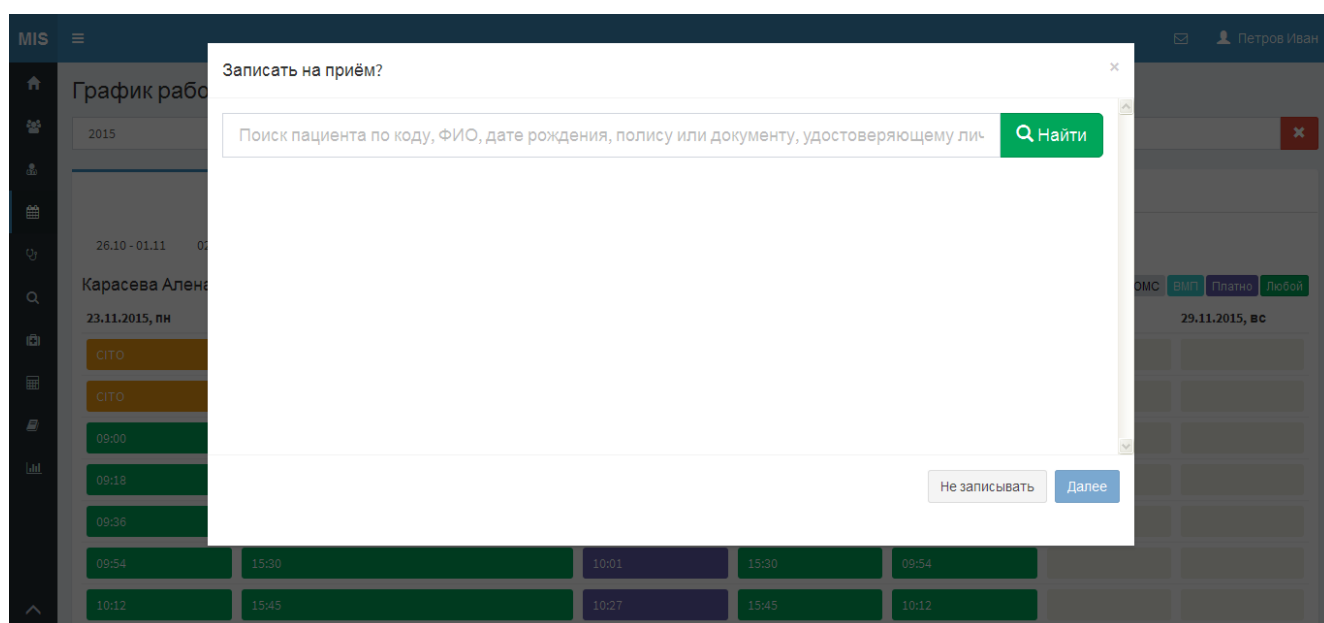 MIS
Петров Иван
График рабо
2015
Записать на приём?
×
Поиск пациента по коду, ФИО, дате рождения, полису или документу, удостоверяющему лич
Найти
26.10 - 01.11 02
Карасева Алена
ОМС ВМП Платно Любой
23.11.2015, пн 29.11.2015, вс
CITO
CITO
09:00
09:18
09:36
Не записывать Далее
09:54 15:30 10:01 15:30 09:54
10:12 15:45 10:27 15:45 10:12